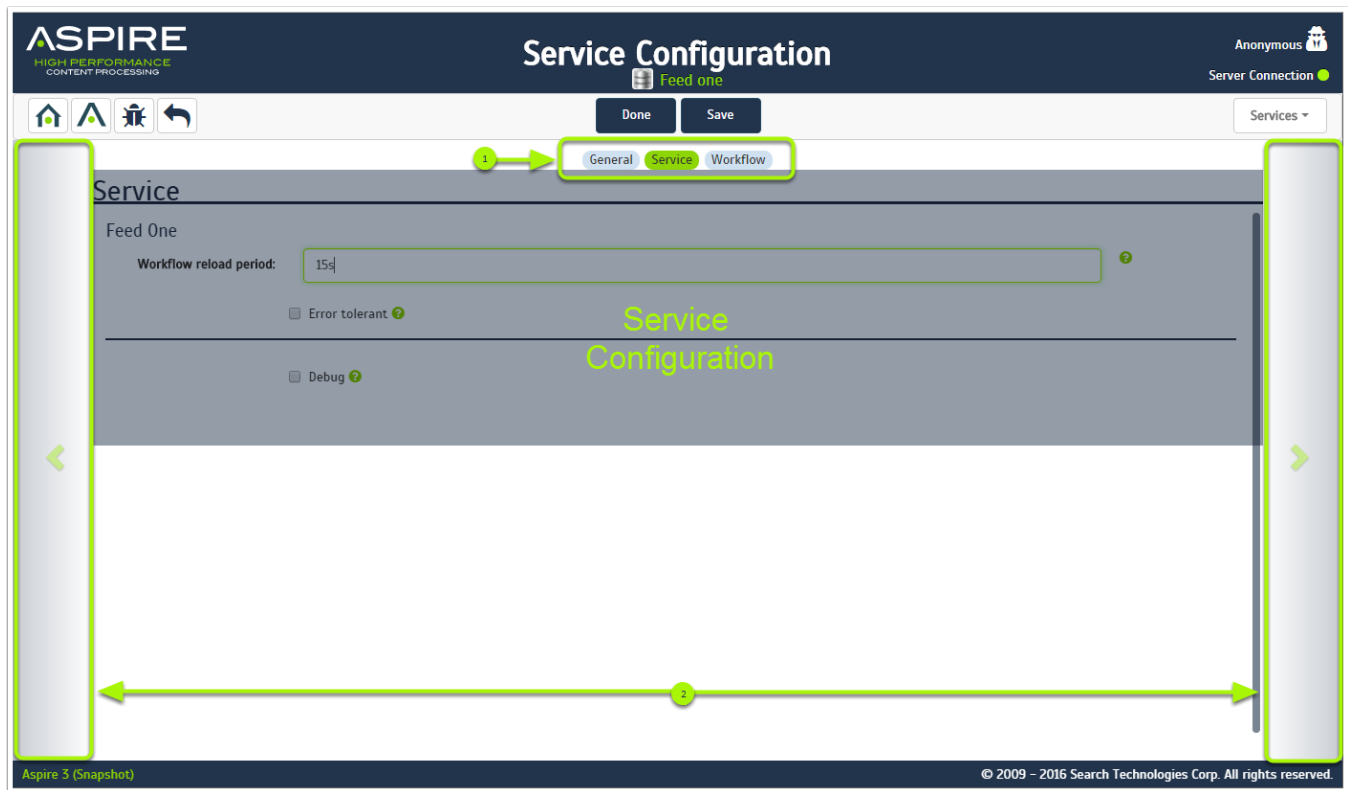 ASPIRE
HIGH PERFORMANCE
CONTENT PROCESSING
Service Configuration
Feed one
Anonymous
Server Connection
Done
Save
Services
1
General
Service
Workflow
Service
Feed One
Workflow reload period:
15s
?
Error tolerant ?
Service
Configuration
Debug ?
2
Aspire 3 (Snapshot)
© 2009 - 2016 Search Technologies Corp. All rights reserved.